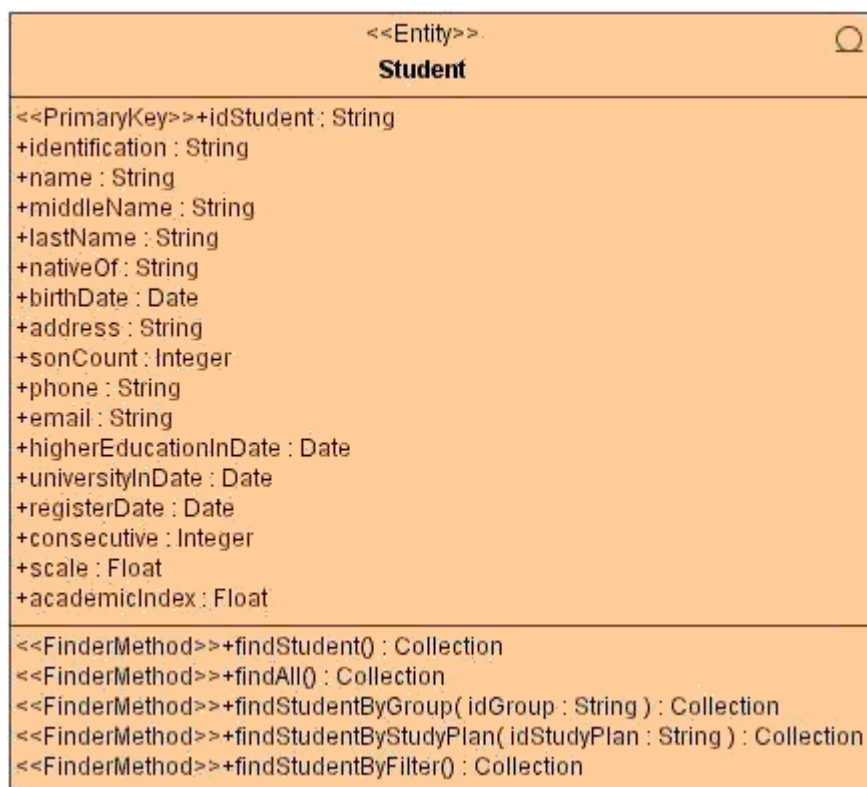 <<Entity>>
Student
<<PrimaryKey>>+idStudent : String
+identification : String
+name : String
+middleName : String
+lastName : String
+nativeOf : String
+birthDate : Date
+address : String
+sonCount : Integer
+phone : String
+email : String
+higherEducationInDate : Date
+universityInDate : Date
+registerDate : Date
+consecutive : Integer
+scale : Float
+academicIndex : Float
<<FinderMethod>>+findStudent() : Collection
<<FinderMethod>>+findAll() : Collection
<<FinderMethod>>+findStudentByGroup( idGroup : String ) : Collection
<<FinderMethod>>+findStudentByStudyPlan( idStudyPlan : String ) : Collection
<<FinderMethod>>+findStudentByFilter() : Collection